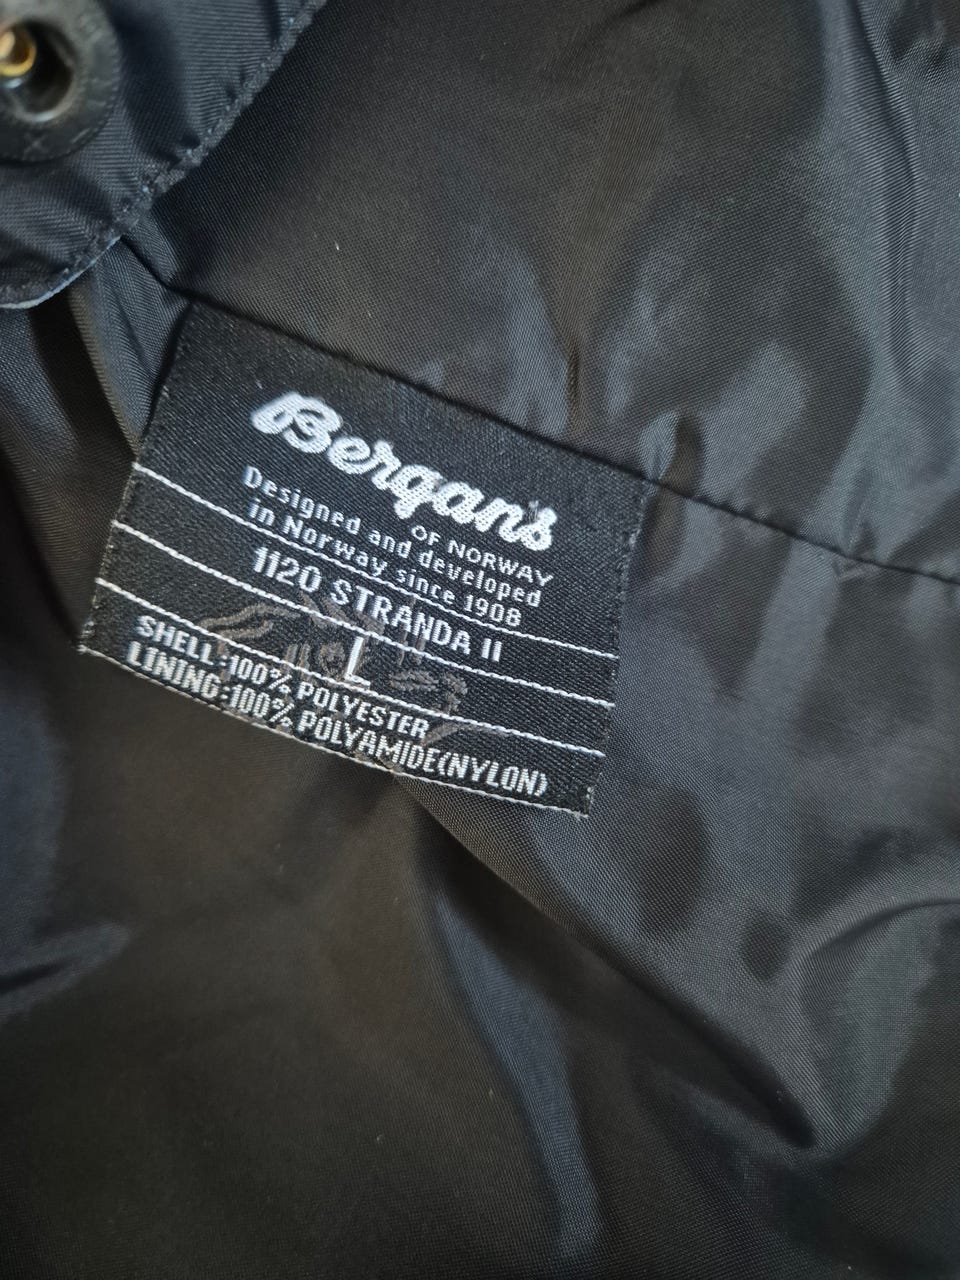 Bergans
OF NORWAY
Designed and developed
in Norway since 1908
1120 STRANDA II
L
SHELL:100% POLYESTER
LINING:100% POLYAMIDE(NYLON)